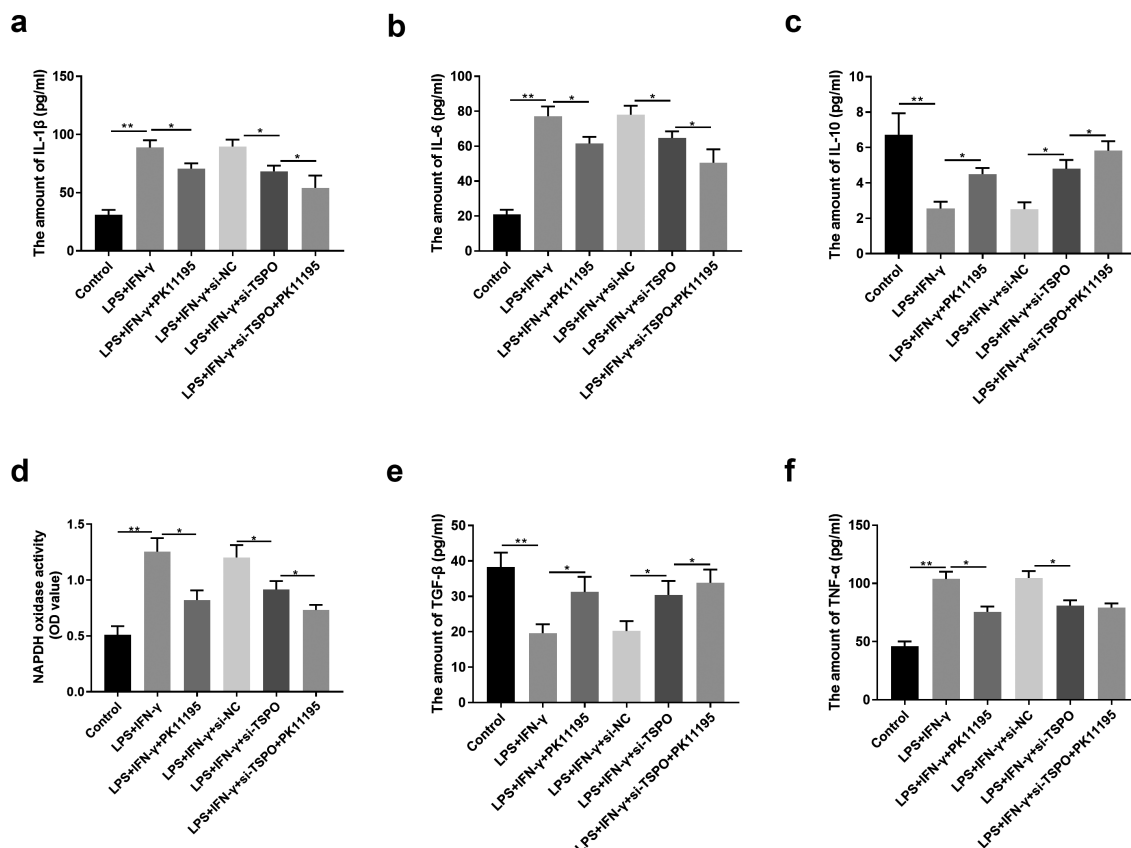 a
The amount of IL-1β (pg/ml)
150
100
50
0
**
*
*
*
Control
LPS+IFN-γ
LPS+IFN-γ+PK11195
LPS+IFN-γ+si-NC
LPS+IFN-γ+si-TSPO
LPS+IFN-γ+si-TSPO+PK11195
b
The amount of IL-6 (pg/ml)
100
80
60
40
20
0
**
*
*
*
Control
LPS+IFN-γ
LPS+IFN-γ+PK11195
LPS+IFN-γ+si-NC
LPS+IFN-γ+si-TSPO
LPS+IFN-γ+si-TSPO+PK11195
c
The amount of IL-10 (pg/ml)
10
8
6
4
2
0
**
*
*
*
Control
LPS+IFN-γ
LPS+IFN-γ+PK11195
LPS+IFN-γ+si-NC
LPS+IFN-γ+si-TSPO
LPS+IFN-γ+si-TSPO+PK11195
d
NAPDH oxidase activity
(OD value)
1.5
1.0
0.5
0.0
**
*
*
*
Control
LPS+IFN-γ
LPS+IFN-γ+PK11195
LPS+IFN-γ+si-NC
LPS+IFN-γ+si-TSPO
LPS+IFN-γ+si-TSPO+PK11195
e
The amount of TGF-β (pg/ml)
50
40
30
20
10
0
**
*
*
*
Control
LPS+IFN-γ
LPS+IFN-γ+PK11195
LPS+IFN-γ+si-NC
LPS+IFN-γ+si-TSPO
LPS+IFN-γ+si-TSPO+PK11195
f
The amount of TNF-α (pg/ml)
150
100
50
0
**
*
*
Control
LPS+IFN-γ
LPS+IFN-γ+PK11195
LPS+IFN-γ+si-NC
LPS+IFN-γ+si-TSPO
LPS+IFN-γ+si-TSPO+PK11195